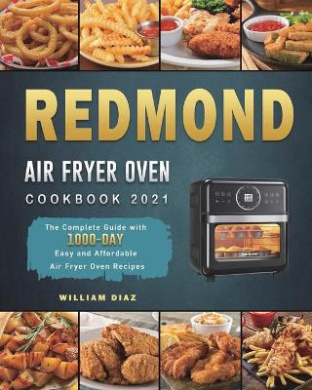 REDMOND
AIR FRYER OVEN
COOKBOOK 2021
The Complete Guide with
1000-DAY
Easy and Affordable
Air Fryer Oven Recipes
WILLIAM DIAZ